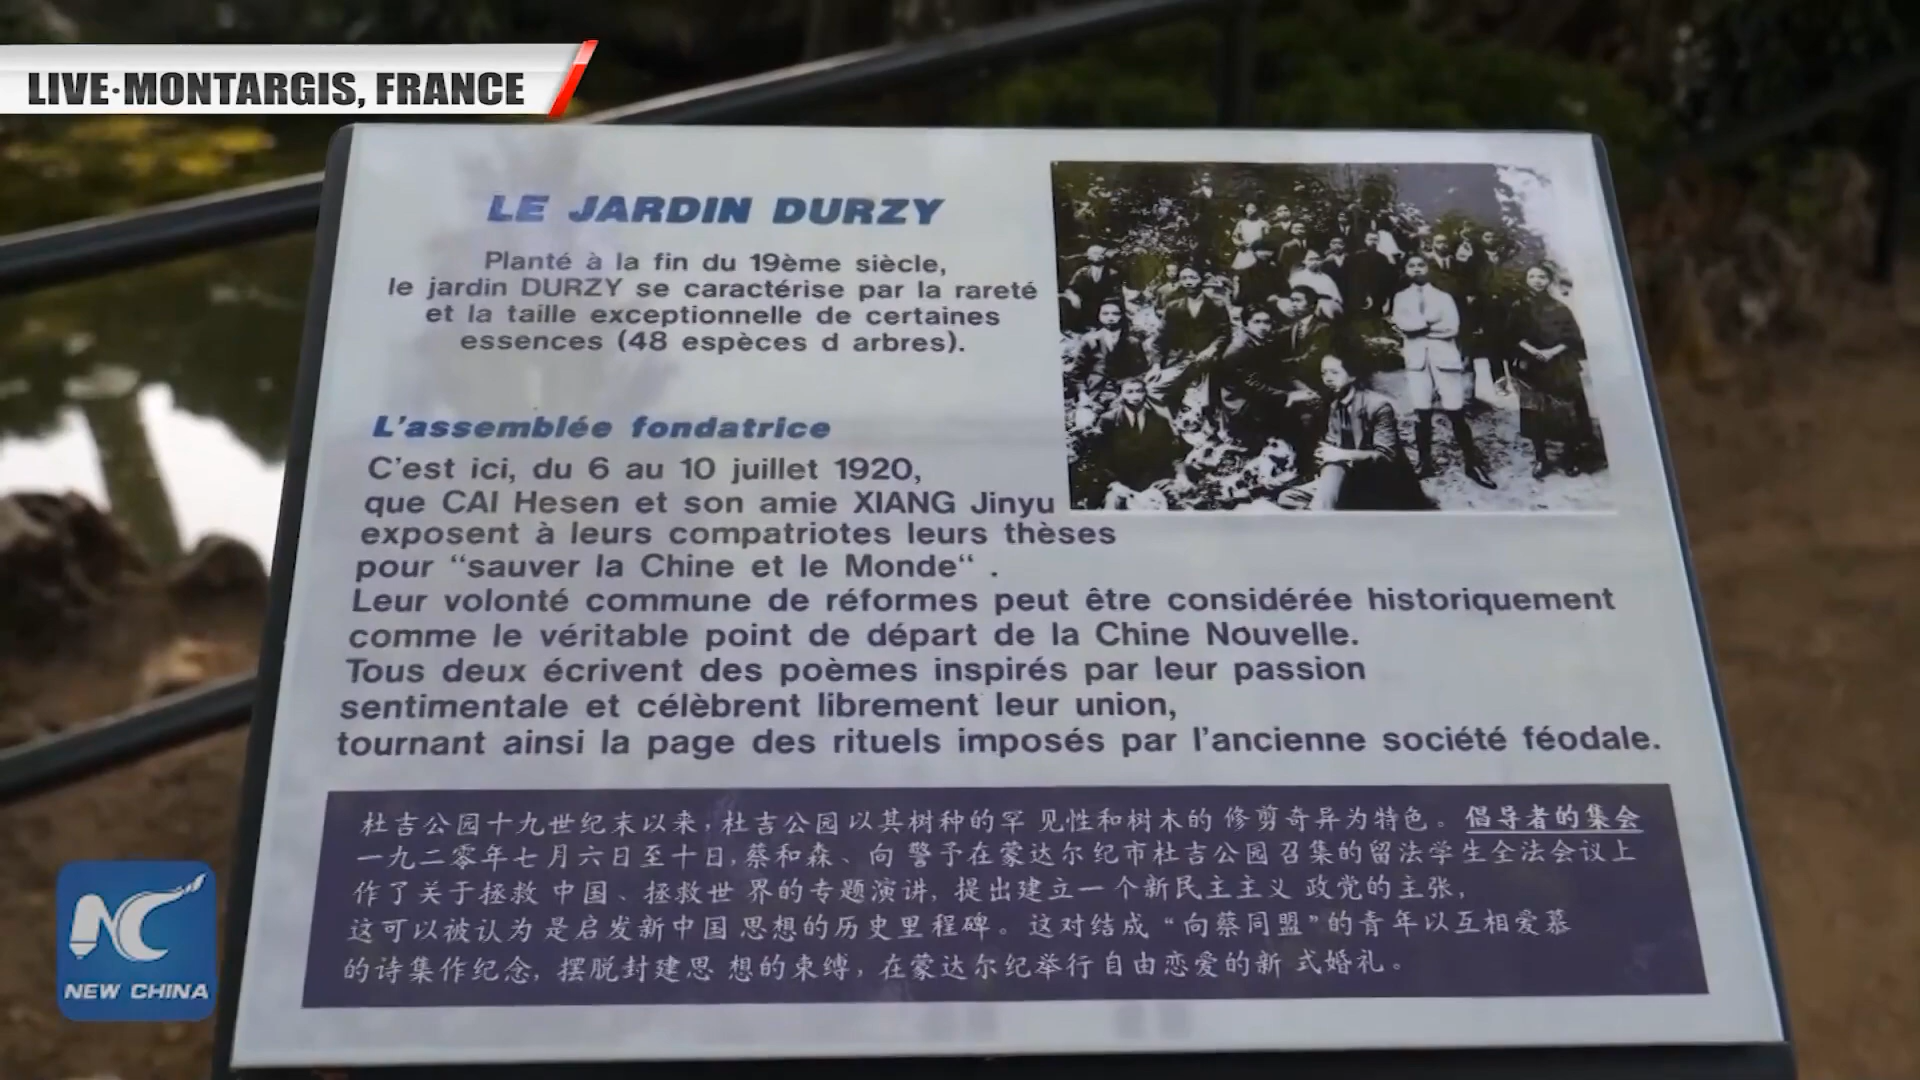 LIVE·MONTARGIS, FRANCE
LE JARDIN DURZY
Planté à la fin du 19ème siècle,
le jardin DURZY se caractérise par la rareté
et la taille exceptionnelle de certaines
essences (48 espèces d arbres).
L'assemblée fondatrice
C'est ici, du 6 au 10 juillet 1920,
que CAI Hesen et son amie XIANG Jinyu
exposent à leurs compatriotes leurs thèses
pour “sauver la Chine et le Monde“ .
Leur volonté commune de réformes peut être considérée historiquement
comme le véritable point de départ de la Chine Nouvelle.
Tous deux écrivent des poèmes inspirés par leur passion
sentimentale et célèbrent librement leur union,
tournant ainsi la page des rituels imposés par l'ancienne société féodale.
杜吉公园十九世纪末以来,杜吉公园以其树种的罕 见性和树木的 修剪奇异为特色。倡导者的集会
一九二零年七月六日至十日,蔡和森、向 警予在蒙达尔纪市杜吉公园召集的留法学生全法会议上
作了关于拯救 中国、拯救世 界的专题演讲, 提出建立一个新民主主义 政党的主张,
这可以被认为是启发新中国 思想的历史里程碑。这对结成“向蔡同盟”的青年以互相爱慕
的诗集作纪念, 摆脱封建思 想的束缚, 在蒙达尔纪举行 自由恋爱的新 式婚礼。
NEW CHINA